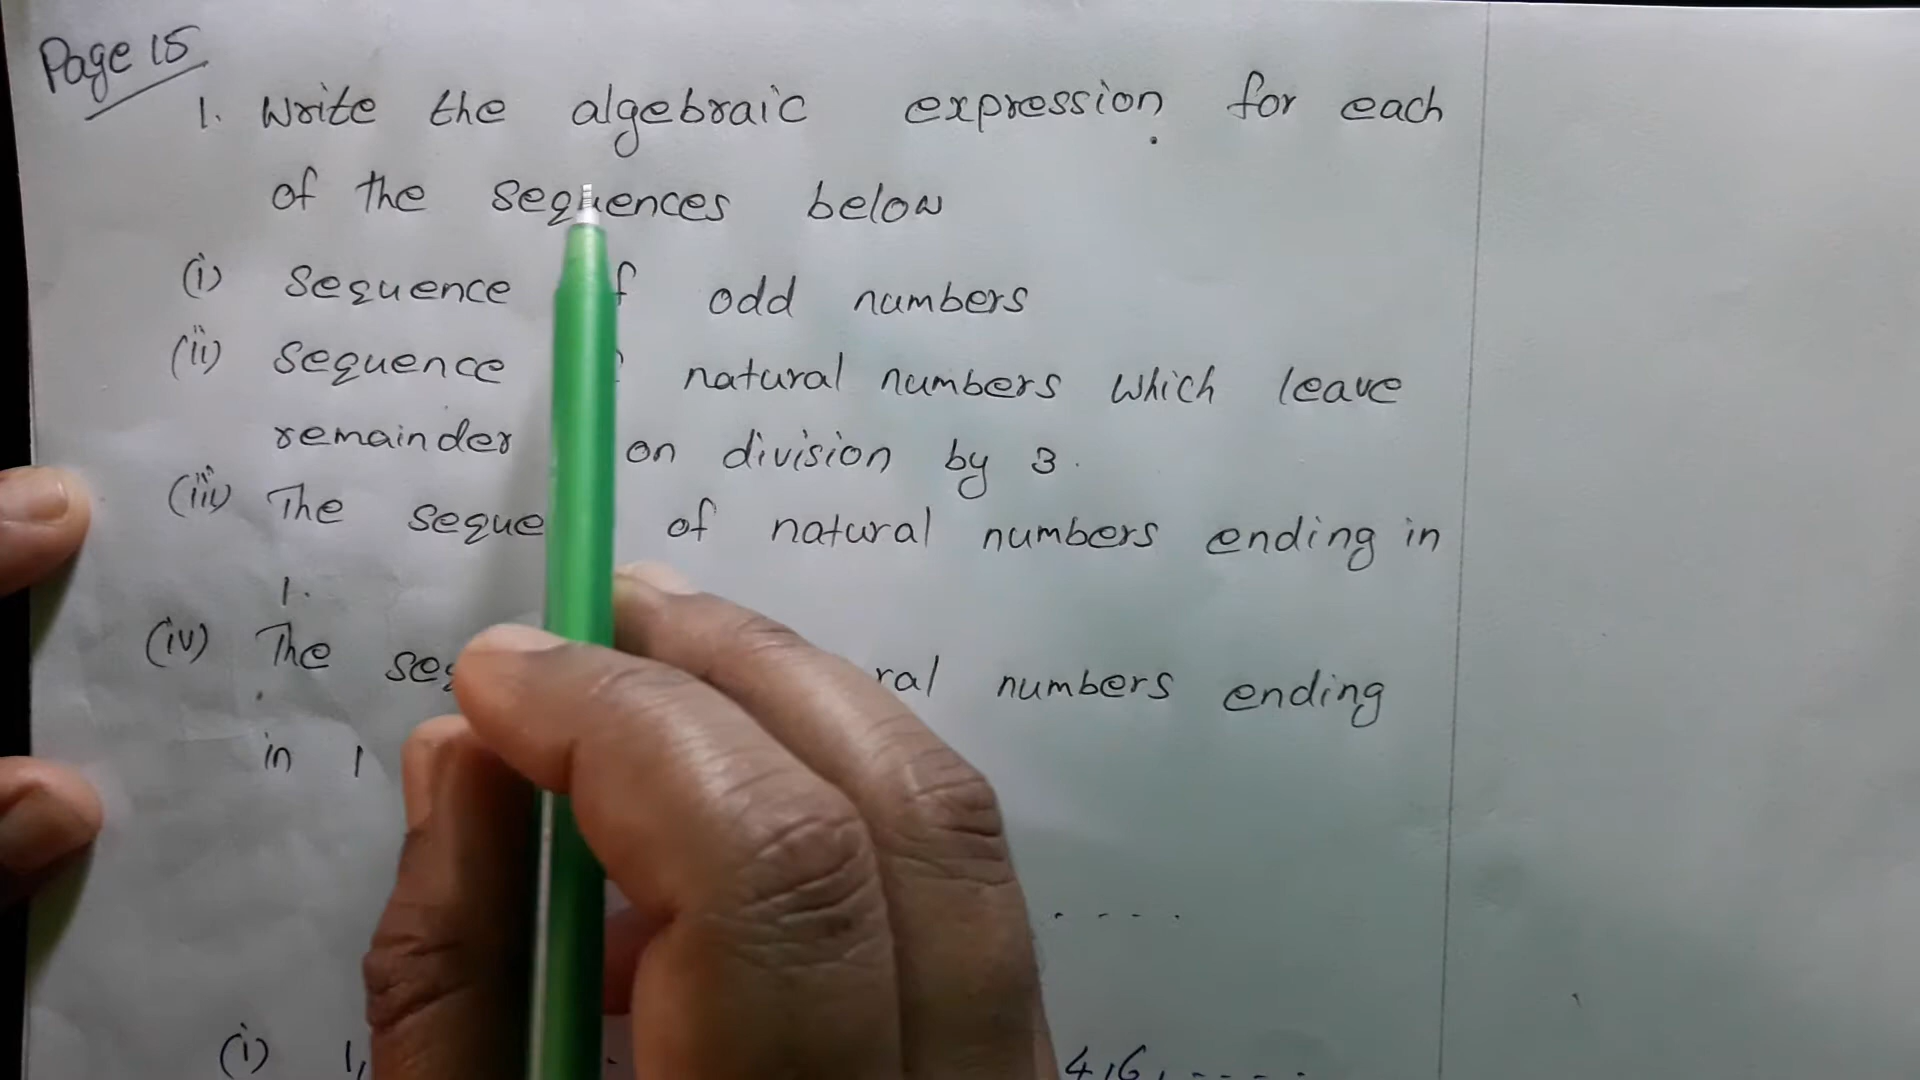 Page 15
1. Write the algebraic expression for each
of the sequences below
(i) sequence odd numbers
(ii) sequence natural numbers which leave
remainder on division by 3.
(iii) The of natural numbers ending in
1.
(iv) The numbers ending
in 1
. . . .
(i) 1, 4, 6, - - - - .